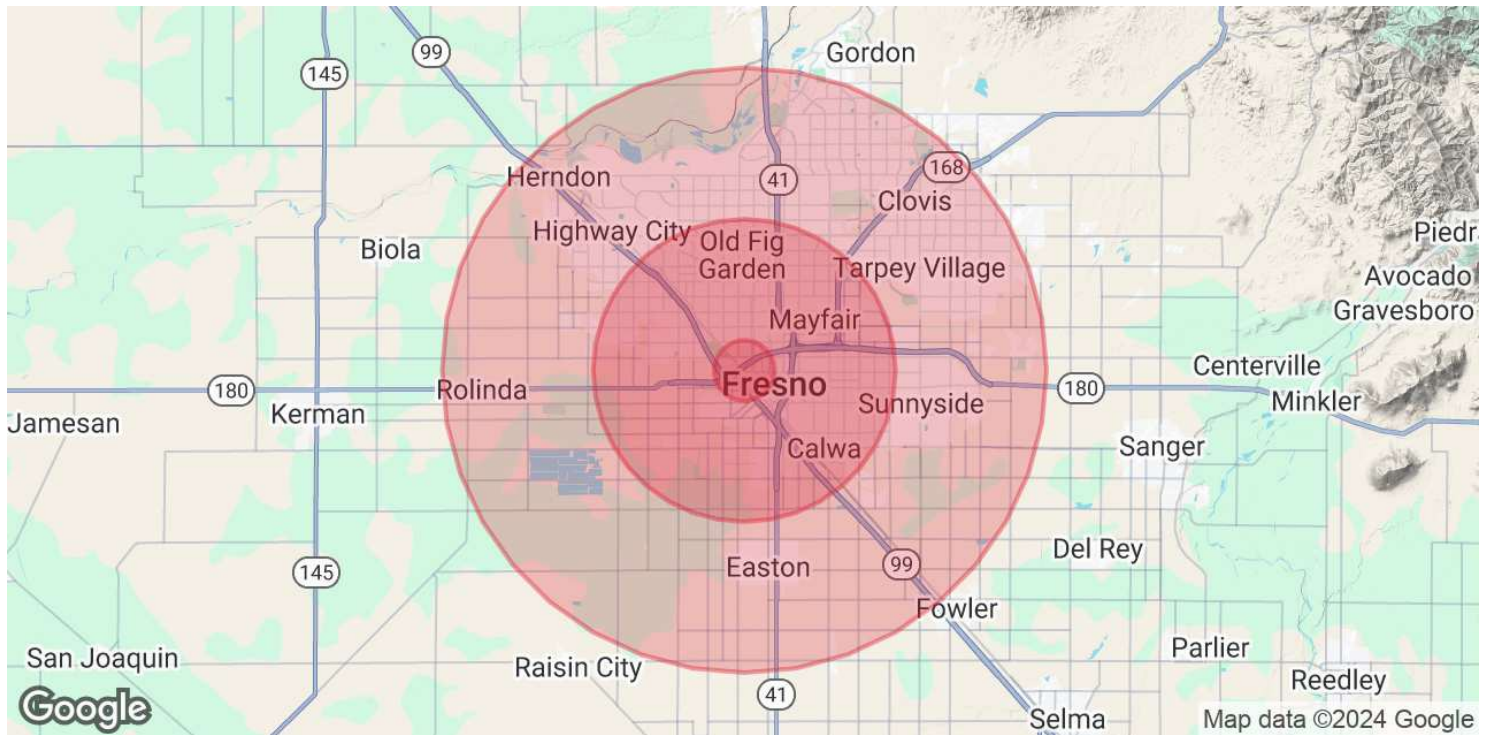 Gordon
99
145
41
168
Herndon
Clovis
Highway City
Old Fig
Garden
Biola
Piedr
Tarpey Village
Avocado
Gravesboro
Mayfair
Centerville
180
Rolinda
Fresno
180
Minkler
Jamesan
Kerman
Sunnyside
Calwa
Sanger
Del Rey
145
Easton
99
Fowler
Parlier
San Joaquin
Raisin City
Reedley
41
Selma
Google
Map data ©2024 Google